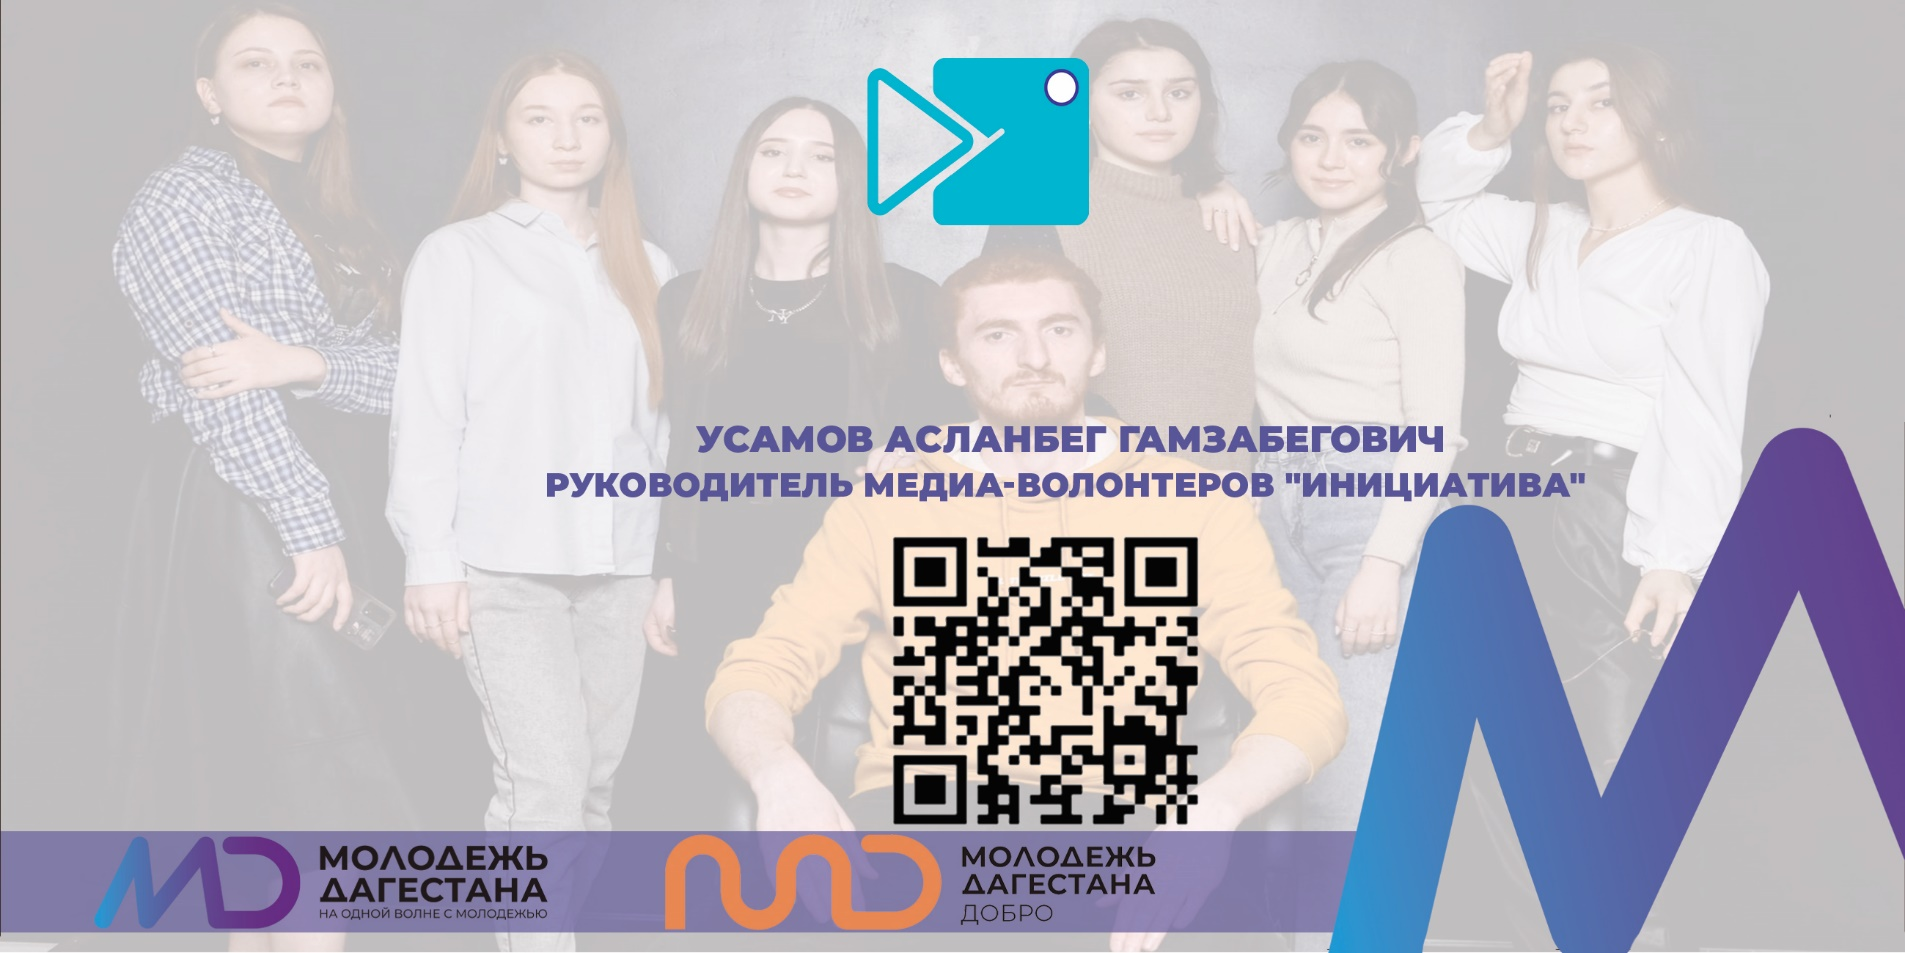 УСАМОВ АСЛАНБЕГ ГАМЗАБЕГОВИЧ
РУКОВОДИТЕЛЬ МЕДИА-ВОЛОНТЕРОВ "ИНИЦИАТИВА"
МОЛОДЕЖЬ
ДАГЕСТАНА
НА ОДНОЙ ВОЛНЕ С МОЛОДЕЖЬЮ
МОЛОДЕЖЬ
ДАГЕСТАНА
ДОБРО